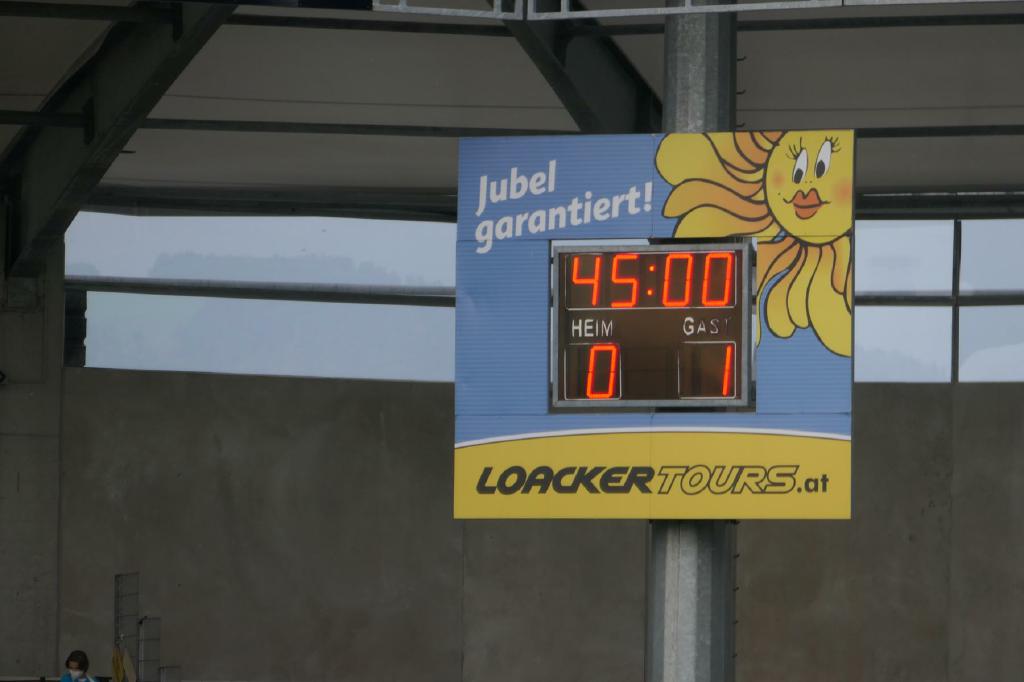 Jubel
garantiert!
45:00
HEIM GAST
0 1
LOACKERTOURS.at